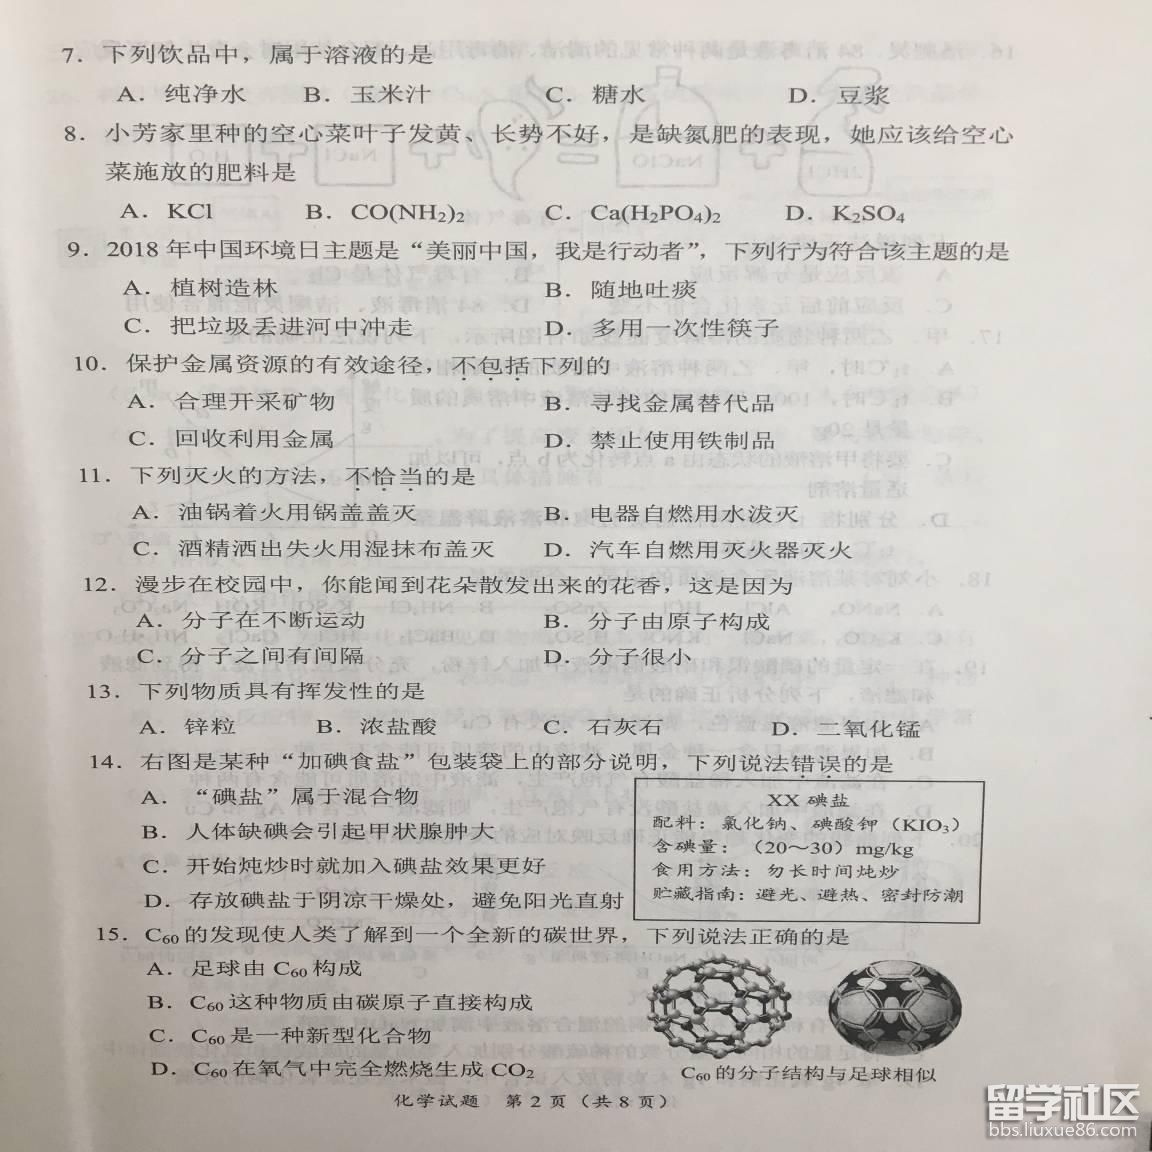 7．下列饮品中，属于溶液的是
A．纯净水 B．玉米汁 C．糖水 D．豆浆
8．小芳家里种的空心菜叶子发黄、长势不好，是缺氮肥的表现，她应该给空心
菜施放的肥料是
A．KCl B．CO(NH₂)₂ C．Ca(H₂PO₄)₂ D．K₂SO₄
9．2018 年中国环境日主题是“美丽中国，我是行动者”，下列行为符合该主题的是
A．植树造林 B．随地吐痰
C．把垃圾丢进河中冲走 D．多用一次性筷子
10．保护金属资源的有效途径，不包括下列的
A．合理开采矿物 B．寻找金属替代品
C．回收利用金属 D．禁止使用铁制品
11．下列灭火的方法，不恰当的是
A．油锅着火用锅盖盖灭 B．电器自燃用水泼灭
C．酒精洒出失火用湿抹布盖灭 D．汽车自燃用灭火器灭火
12．漫步在校园中，你能闻到花朵散发出来的花香，这是因为
A．分子在不断运动 B．分子由原子构成
C．分子之间有间隔 D．分子很小
13．下列物质具有挥发性的是
A．锌粒 B．浓盐酸 C．石灰石 D．二氧化锰
14．右图是某种“加碘食盐”包装袋上的部分说明，下列说法错误的是
A．“碘盐”属于混合物
B．人体缺碘会引起甲状腺肿大
C．开始炖炒时就加入碘盐效果更好
D．存放碘盐于阴凉干燥处，避免阳光直射
XX 碘盐
配料：氯化钠、碘酸钾（KIO₃）
含碘量：（20～30）mg/kg
食用方法：勿长时间炖炒
贮藏指南：避光、避热、密封防潮
15．C₆₀的发现使人类了解到一个全新的碳世界，下列说法正确的是
A．足球由 C₆₀ 构成
B．C₆₀ 这种物质由碳原子直接构成
C．C₆₀ 是一种新型化合物
D．C₆₀ 在氧气中完全燃烧生成 CO₂
C₆₀ 的分子结构与足球相似
化学试题 第 2 页（共 8 页）
留学社区
bbs.liuxue86.com